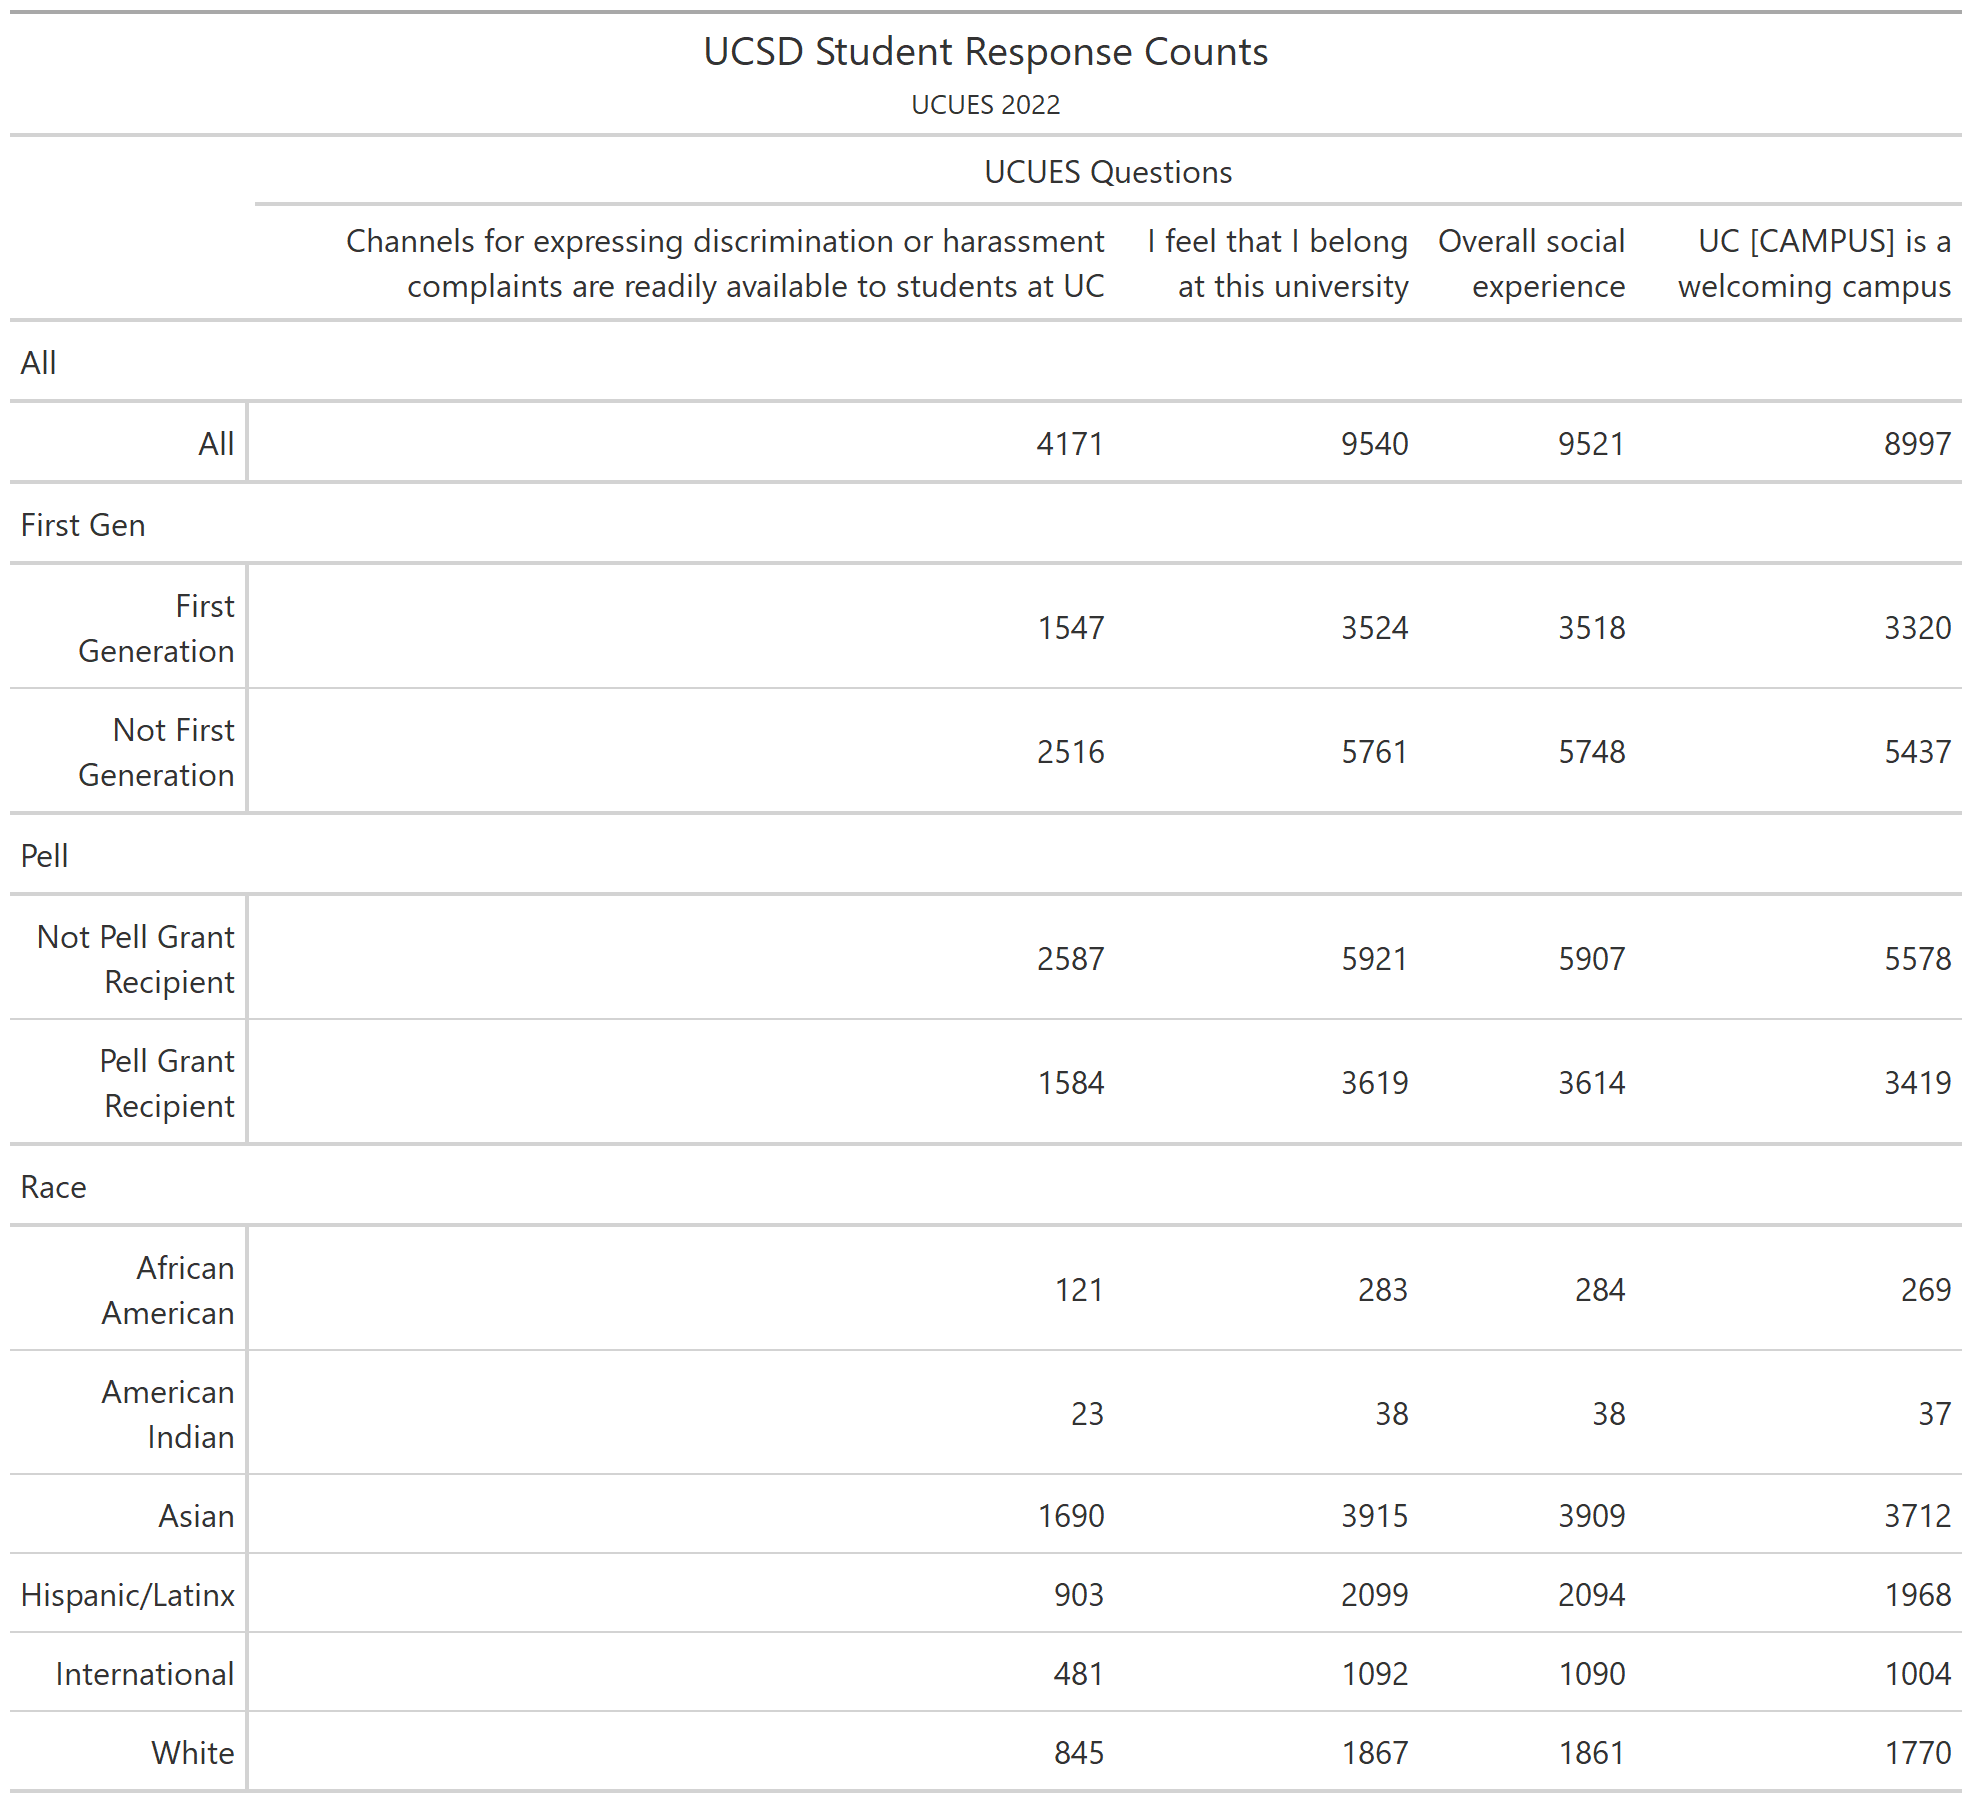 UCSD Student Response Counts
UCUES 2022
UCUES Questions
Channels for expressing discrimination or harassment complaints are readily available to students at UC
I feel that I belong at this university
Overall social experience
UC [CAMPUS] is a welcoming campus
All
All 4171 9540 9521 8997
First Gen
First Generation 1547 3524 3518 3320
Not First Generation 2516 5761 5748 5437
Pell
Not Pell Grant Recipient 2587 5921 5907 5578
Pell Grant Recipient 1584 3619 3614 3419
Race
African American 121 283 284 269
American Indian 23 38 38 37
Asian 1690 3915 3909 3712
Hispanic/Latinx 903 2099 2094 1968
International 481 1092 1090 1004
White 845 1867 1861 1770